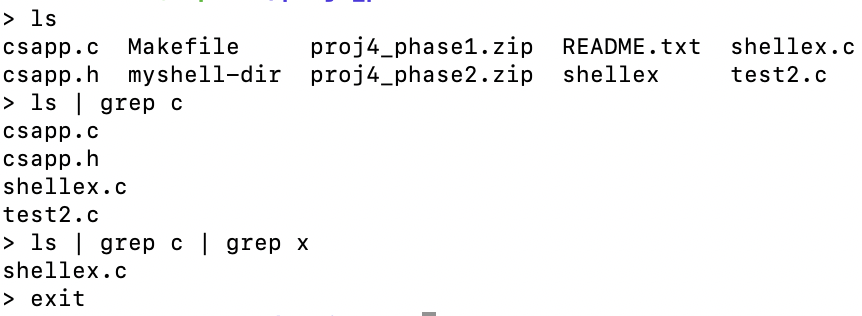 > ls
csapp.c  Makefile     proj4_phase1.zip  README.txt  shellex.c
csapp.h  myshell-dir  proj4_phase2.zip  shellex     test2.c
> ls | grep c
csapp.c
csapp.h
shellex.c
test2.c
> ls | grep c | grep x
shellex.c
> exit